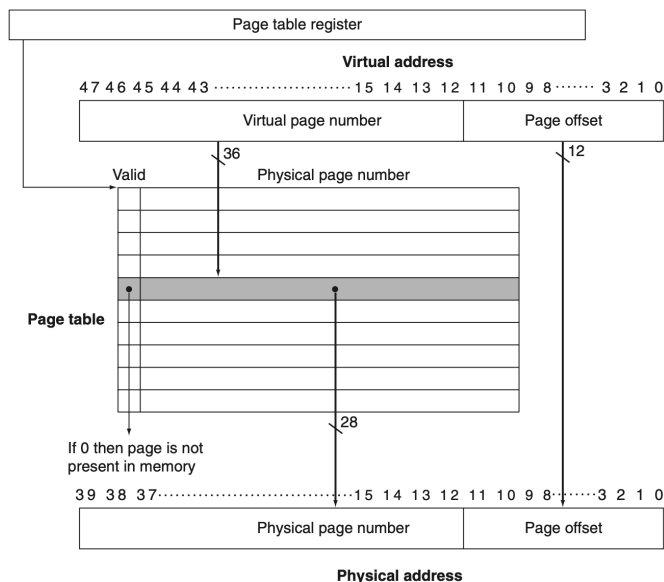 Page table register
Virtual address
47 46 45 44 43 ····················· 15 14 13 12 11 10 9 8 ······· 3 2 1 0
Virtual page number Page offset
36 12
Valid Physical page number
Page table
28
If 0 then page is not
present in memory
39 38 37 ····························· 15 14 13 12 11 10 9 8 ······· 3 2 1 0
Physical page number Page offset
Physical address